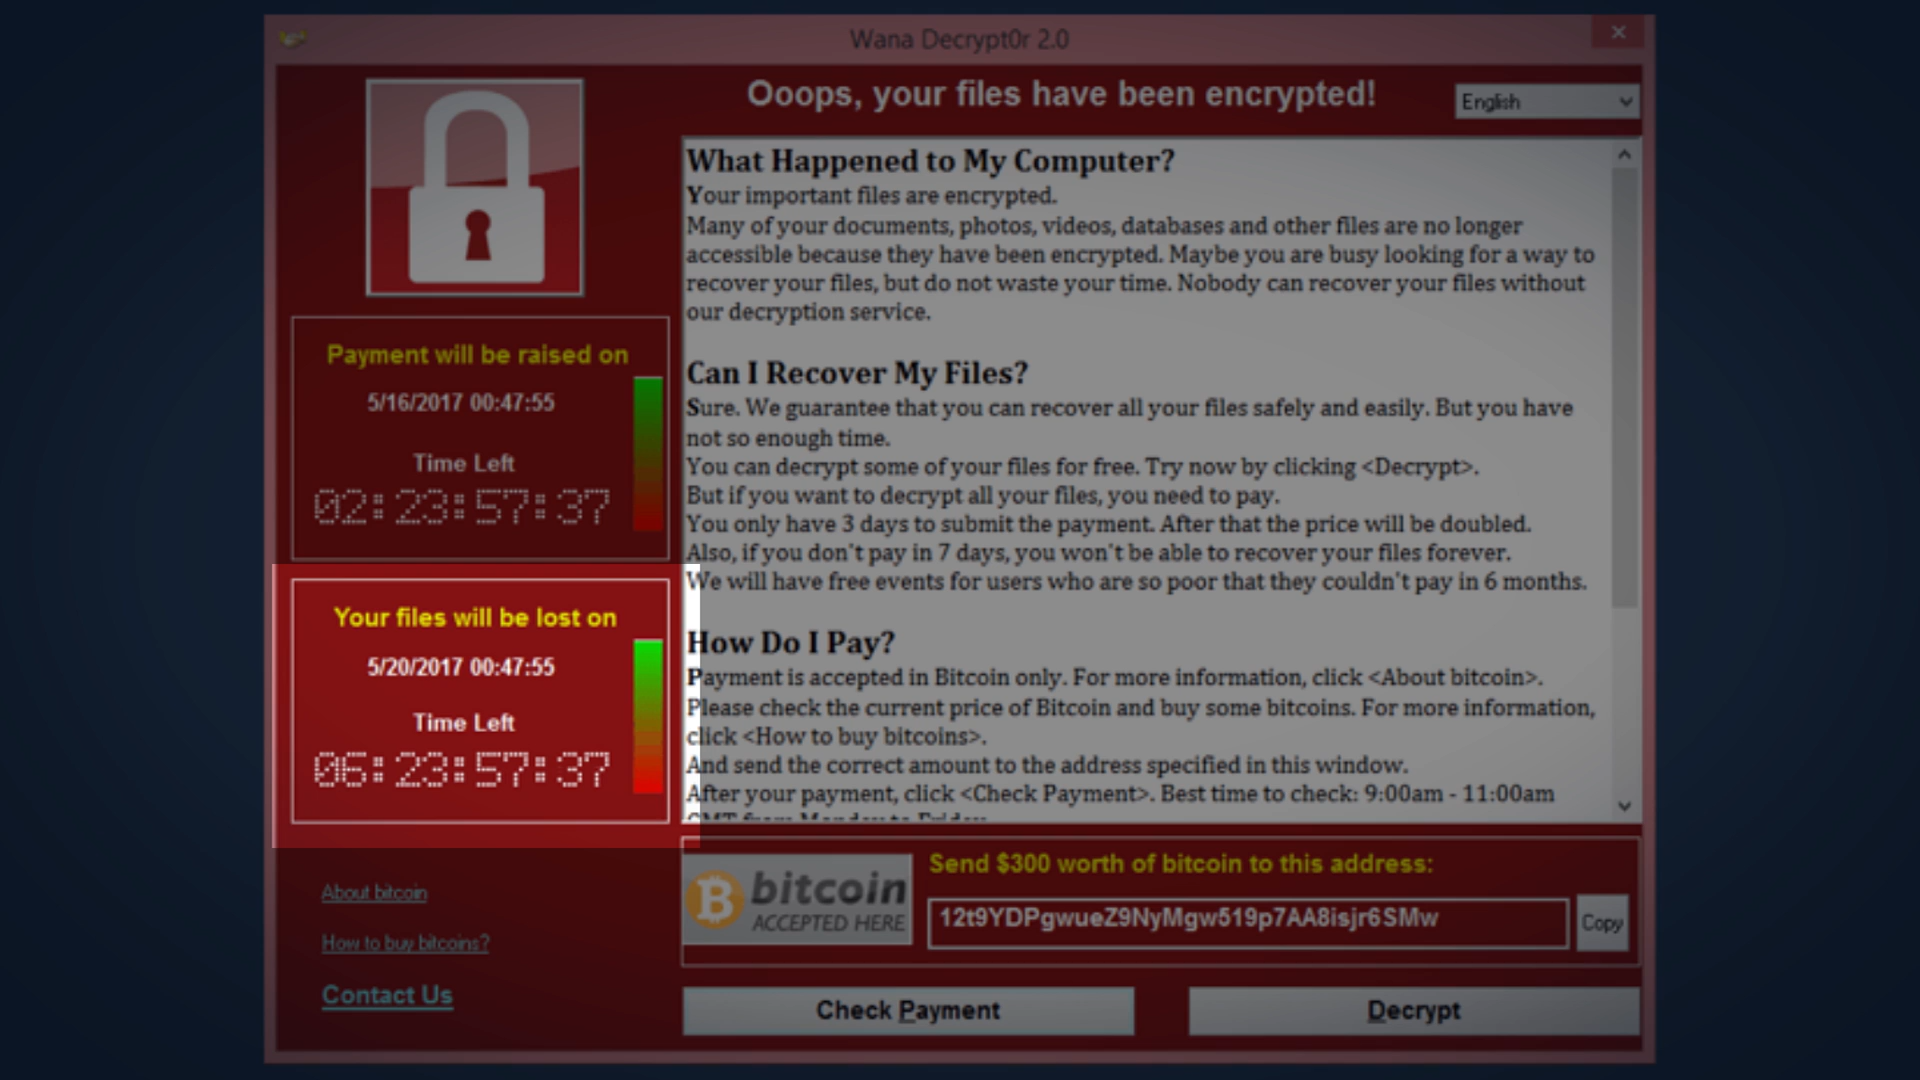 Wana Decrypt0r 2.0
Ooops, your files have been encrypted!
English
What Happened to My Computer?
Your important files are encrypted.
Many of your documents, photos, videos, databases and other files are no longer
accessible because they have been encrypted. Maybe you are busy looking for a way to
recover your files, but do not waste your time. Nobody can recover your files without
our decryption service.
Can I Recover My Files?
Sure. We guarantee that you can recover all your files safely and easily. But you have
not so enough time.
You can decrypt some of your files for free. Try now by clicking <Decrypt>.
But if you want to decrypt all your files, you need to pay.
You only have 3 days to submit the payment. After that the price will be doubled.
Also, if you don't pay in 7 days, you won't be able to recover your files forever.
We will have free events for users who are so poor that they couldn't pay in 6 months.
How Do I Pay?
Payment is accepted in Bitcoin only. For more information, click <About bitcoin>.
Please check the current price of Bitcoin and buy some bitcoins. For more information,
click <How to buy bitcoins>.
And send the correct amount to the address specified in this window.
After your payment, click <Check Payment>. Best time to check: 9:00am - 11:00am
GMT from Monday to Friday.
Payment will be raised on
5/16/2017 00:47:55
Time Left
02:23:57:37
Your files will be lost on
5/20/2017 00:47:55
Time Left
06:23:57:37
About bitcoin
How to buy bitcoins?
Contact Us
bitcoin
ACCEPTED HERE
Send $300 worth of bitcoin to this address:
12t9YDPgwueZ9NyMgw519p7AA8isjr6SMw
Copy
Check Payment
Decrypt